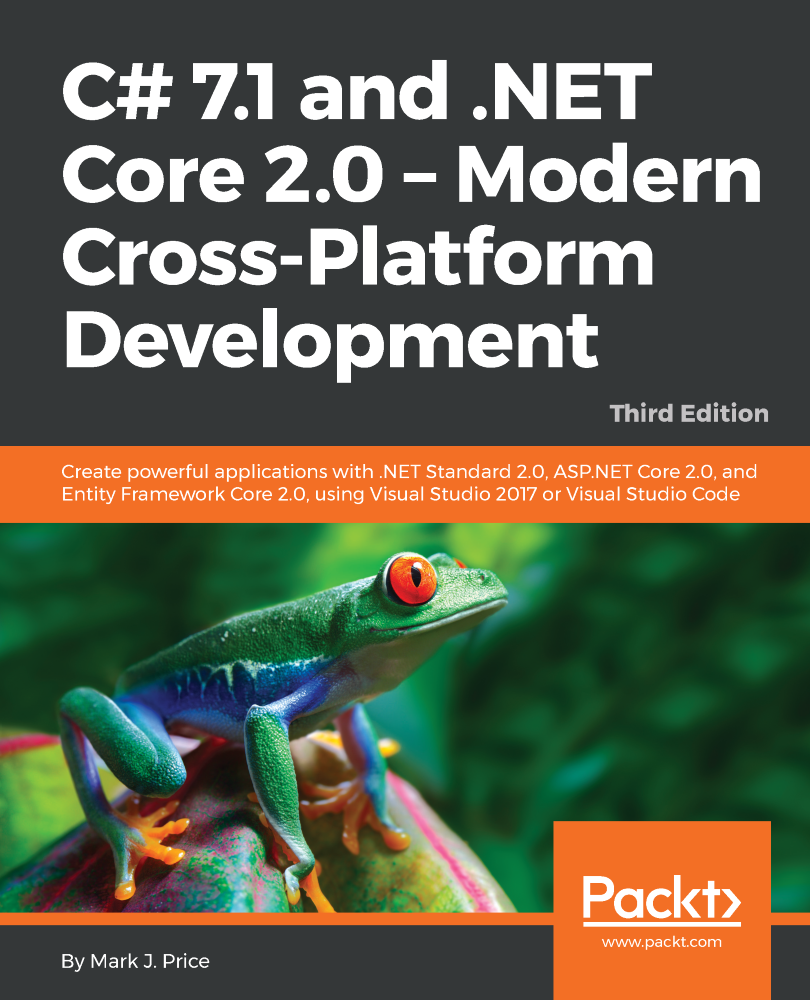 C# 7.1 and .NET
Core 2.0 – Modern
Cross-Platform
Development
Third Edition
Create powerful applications with .NET Standard 2.0, ASP.NET Core 2.0, and
Entity Framework Core 2.0, using Visual Studio 2017 or Visual Studio Code
Packt>
www.packt.com
By Mark J. Price